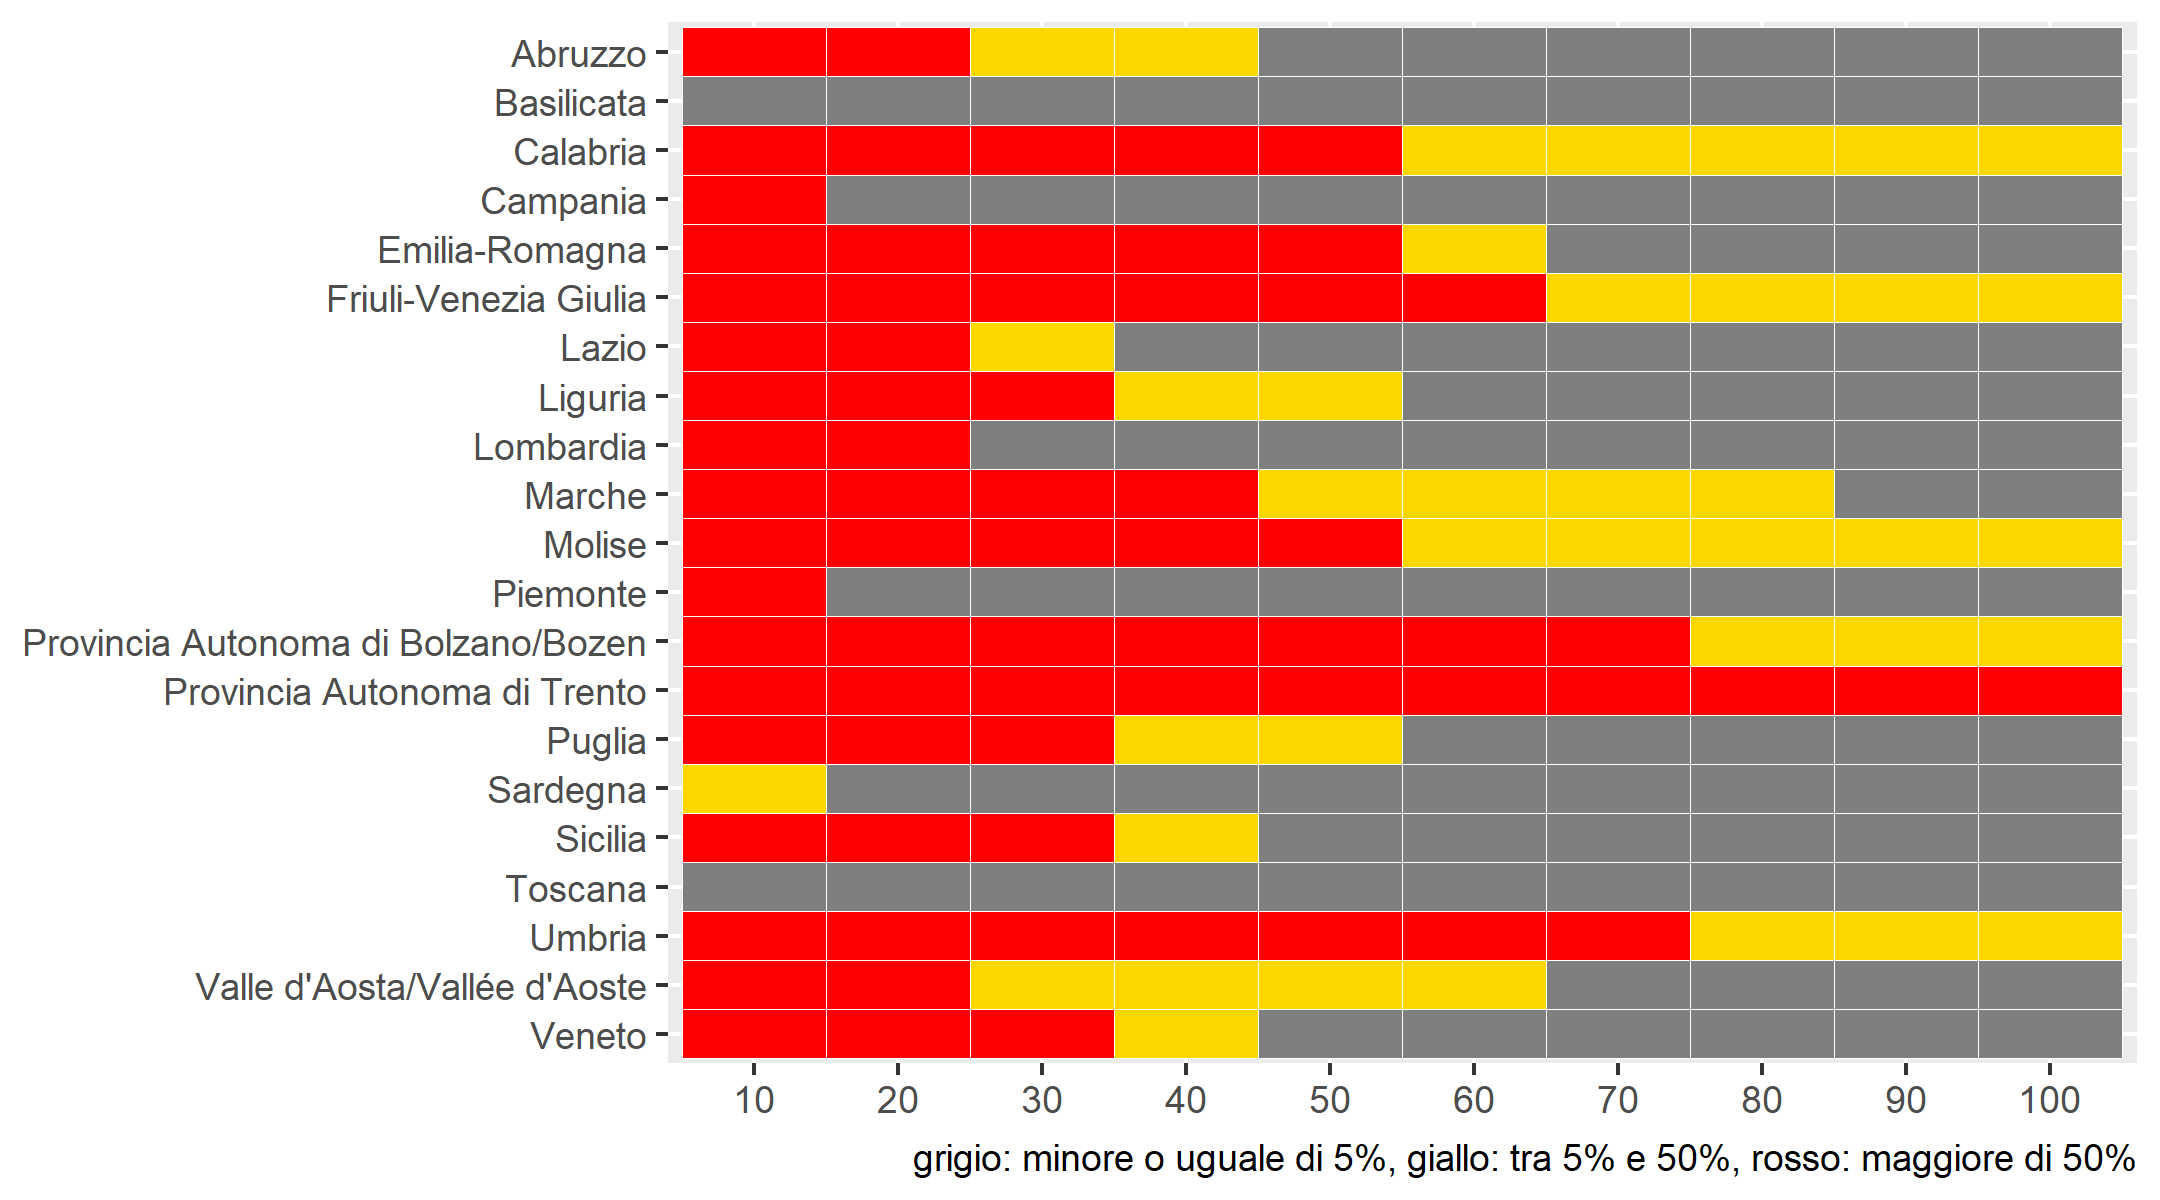 Abruzzo
Basilicata
Calabria
Campania
Emilia-Romagna
Friuli-Venezia Giulia
Lazio
Liguria
Lombardia
Marche
Molise
Piemonte
Provincia Autonoma di Bolzano/Bozen
Provincia Autonoma di Trento
Puglia
Sardegna
Sicilia
Toscana
Umbria
Valle d'Aosta/Vallée d'Aoste
Veneto
10 20 30 40 50 60 70 80 90 100
grigio: minore o uguale di 5%, giallo: tra 5% e 50%, rosso: maggiore di 50%